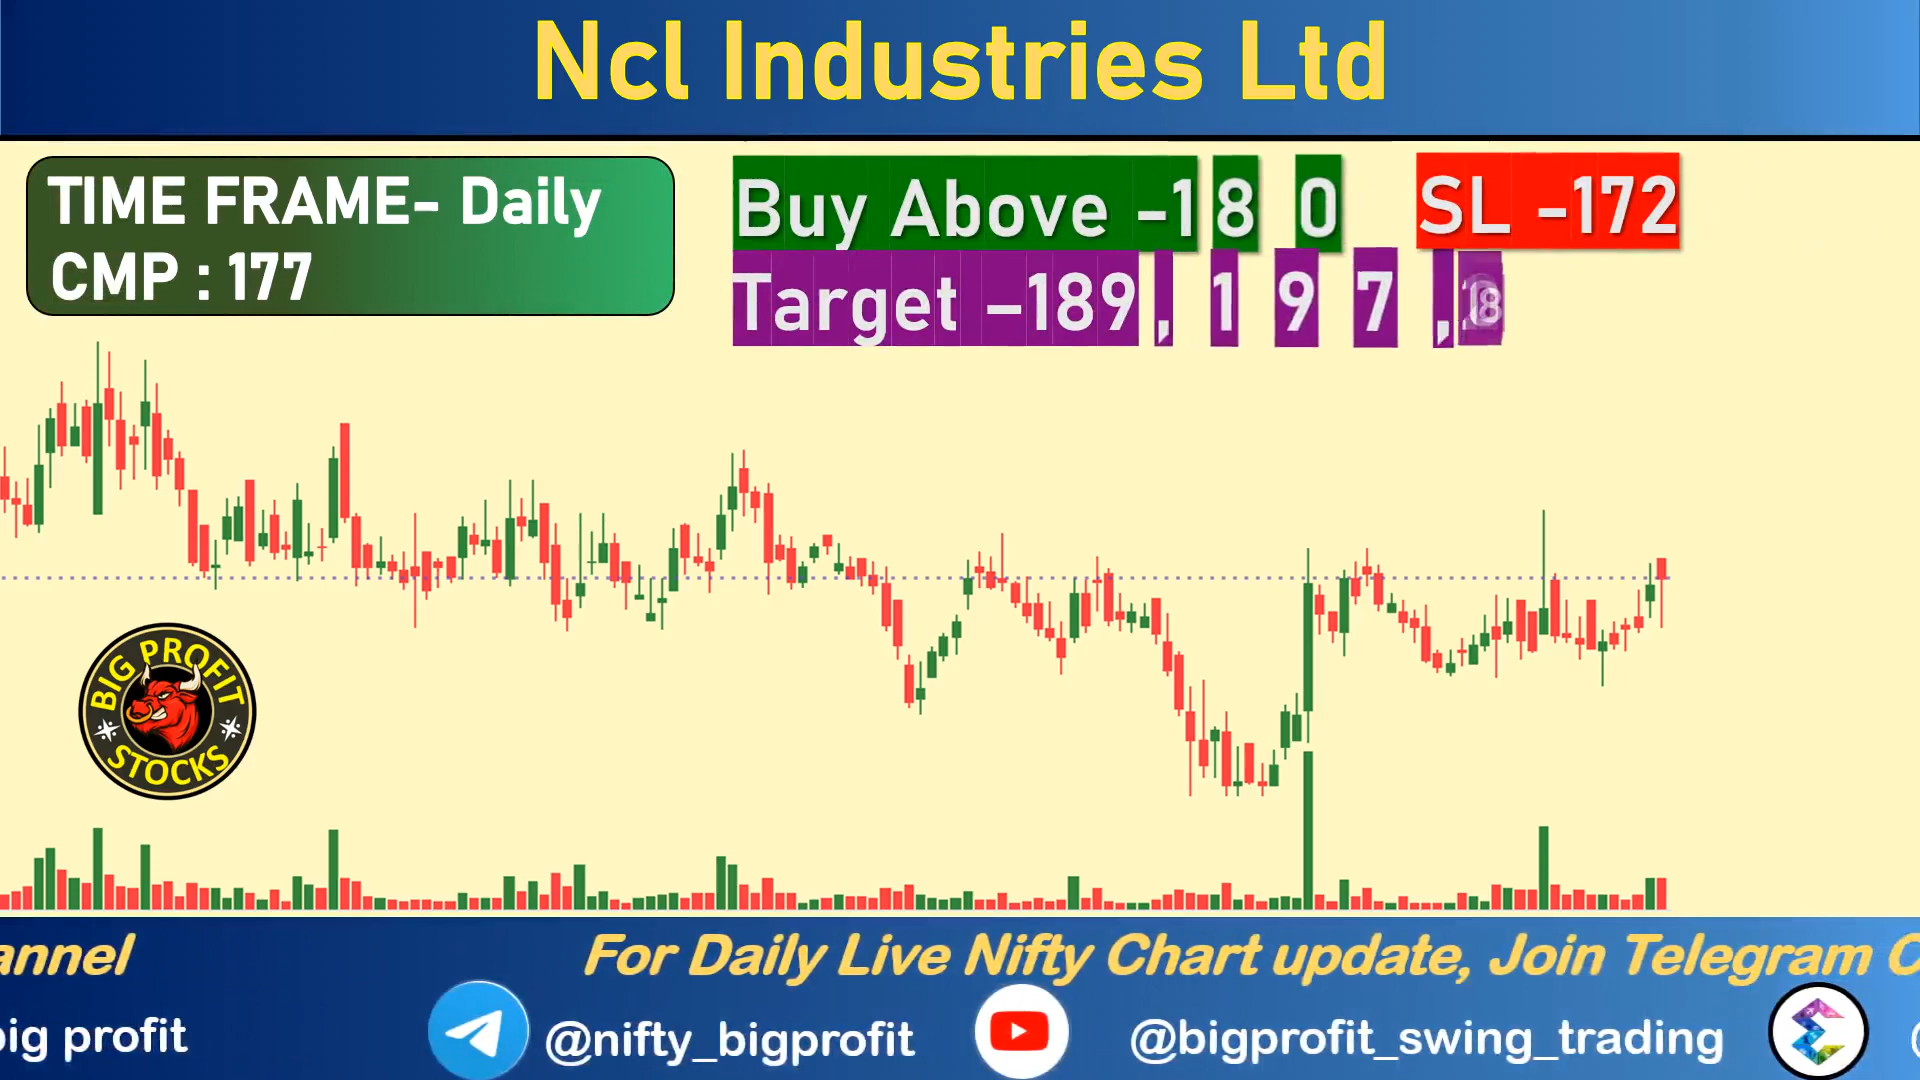 Ncl Industries Ltd
TIME FRAME- Daily
CMP : 177
Buy Above -180
SL -172
Target -189, 197,
BIG PROFIT
STOCKS
annel
For Daily Live Nifty Chart update, Join Telegram C
big profit
@nifty_bigprofit
@bigprofit_swing_trading
@